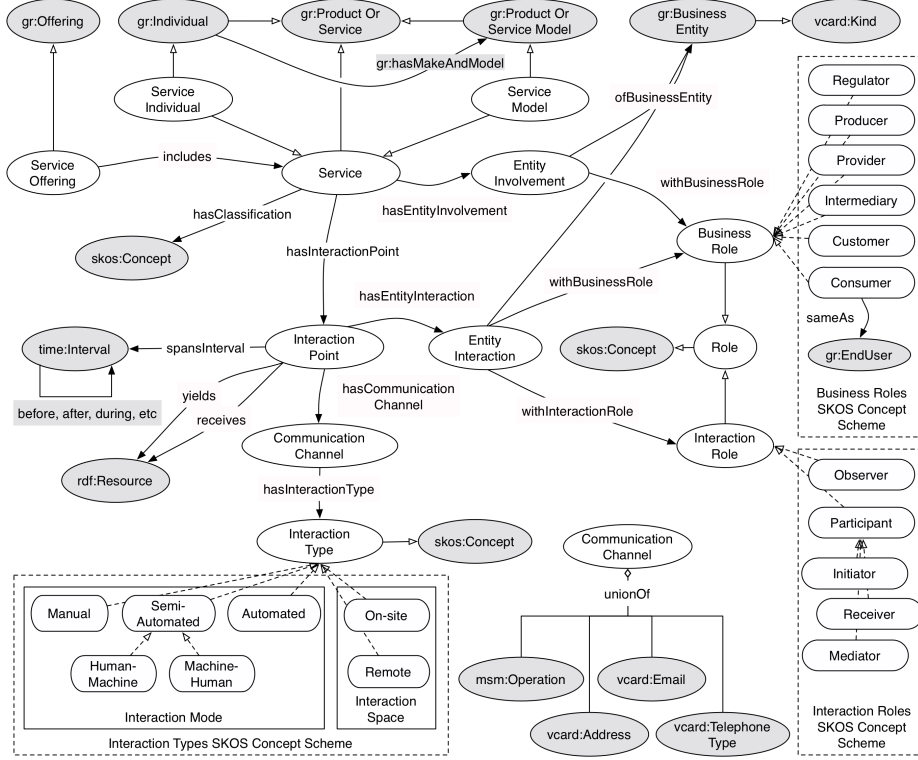 gr:Offering
gr:Individual
gr:Product Or
Service
gr:Product Or
Service Model
gr:Business
Entity
vcard:Kind
gr:hasMakeAndModel
Service
Individual
Service
Model
ofBusinessEntity
Regulator
Producer
Provider
Intermediary
Customer
Consumer
sameAs
gr:EndUser
Business Roles
SKOS Concept
Scheme
Service
Offering
includes
Service
Entity
Involvement
hasEntityInvolvement
withBusinessRole
Business
Role
hasClassification
skos:Concept
hasInteractionPoint
hasEntityInteraction
withBusinessRole
time:Interval
spansInterval
Interaction
Point
Entity
Interaction
skos:Concept
Role
before, after, during, etc
yields
receives
hasCommunication
Channel
withInteractionRole
Interaction
Role
Communication
Channel
rdf:Resource
hasInteractionType
Interaction
Type
skos:Concept
Communication
Channel
unionOf
Observer
Participant
Initiator
Receiver
Mediator
Interaction Roles
SKOS Concept
Scheme
Manual
Semi-
Automated
Automated
On-site
Human-
Machine
Machine-
Human
Remote
Interaction Mode
Interaction
Space
Interaction Types SKOS Concept Scheme
msm:Operation
vcard:Email
vcard:Address
vcard:Telephone
Type